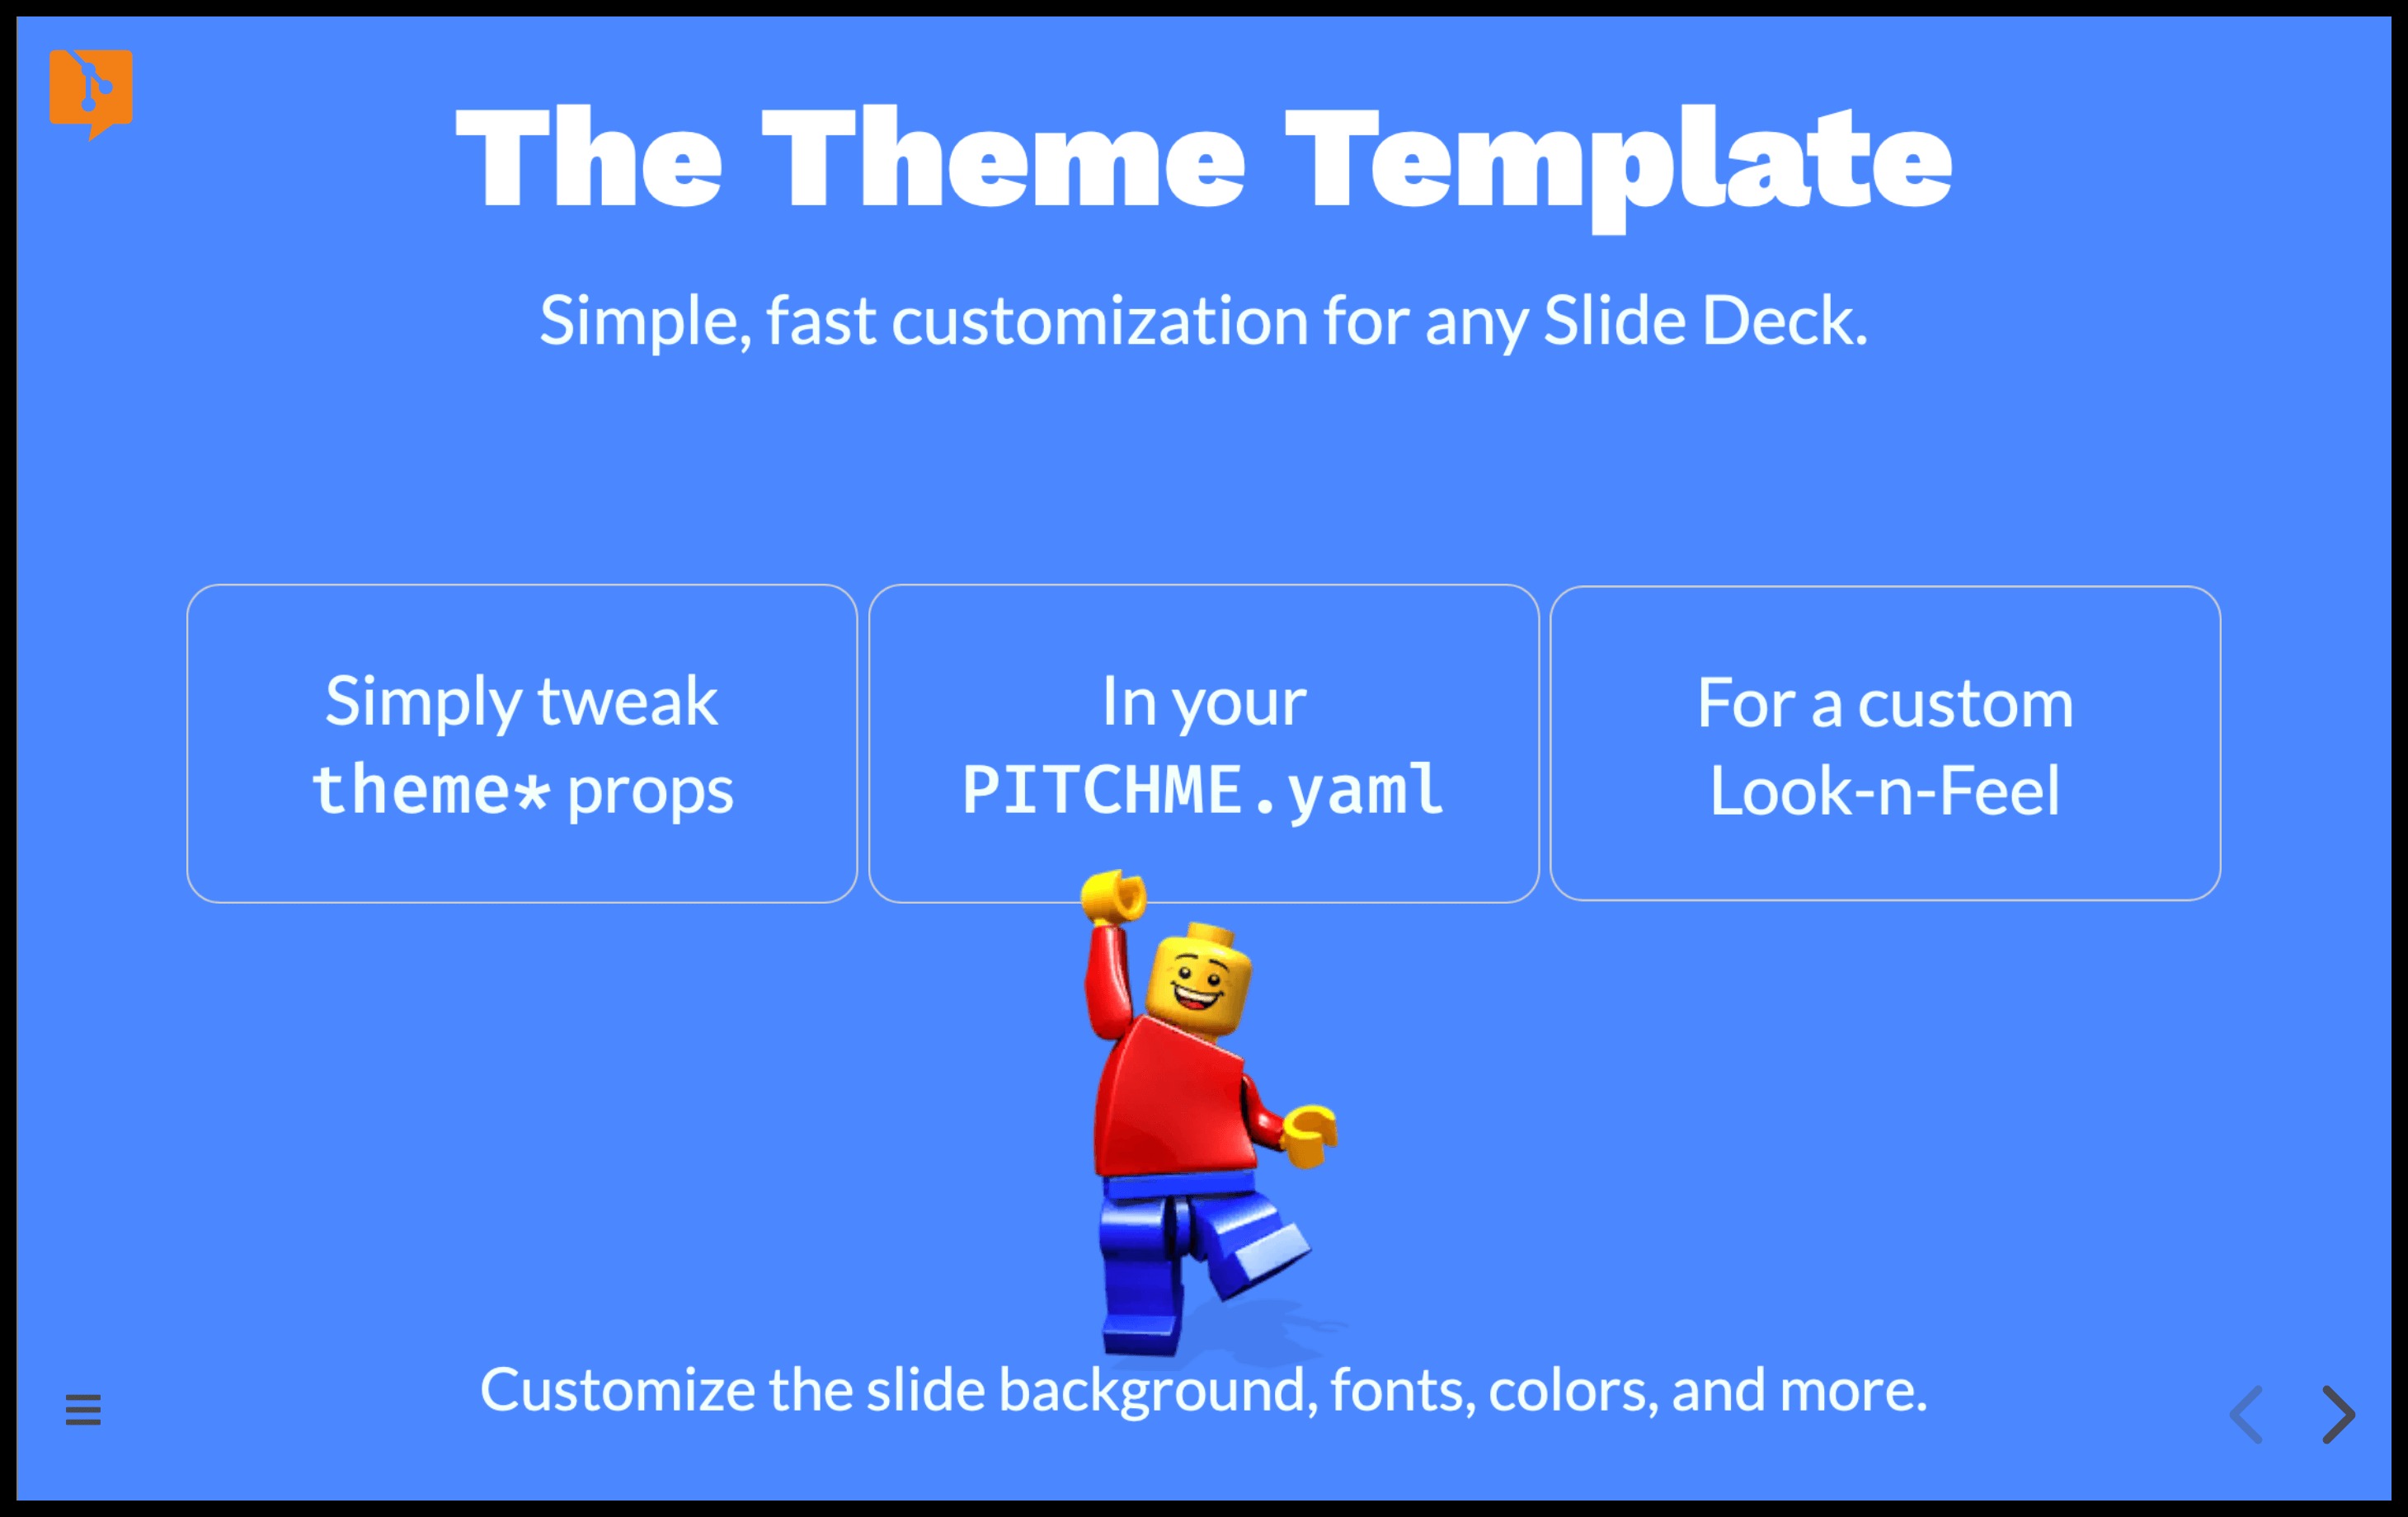 The Theme Template
Simple, fast customization for any Slide Deck.
Simply tweak
theme* props
In your
PITCHME.yaml
For a custom
Look-n-Feel
Customize the slide background, fonts, colors, and more.